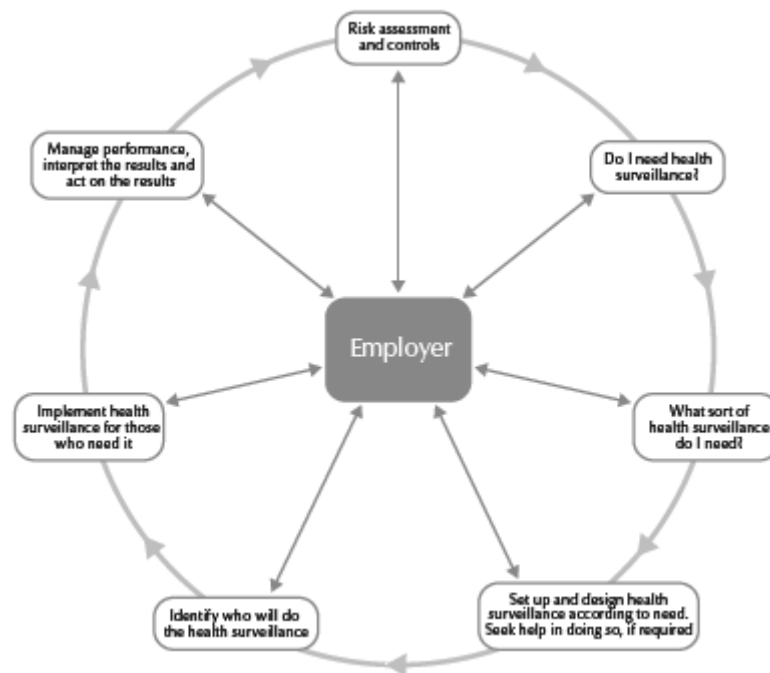 Risk assessment
and controls
Do I need health
surveillance?
What sort of
health surveillance
do I need?
Set up and design health
surveillance according to need.
Seek help in doing so, if required
Identify who will do
the health surveillance
Implement health
surveillance for those
who need it
Manage performance,
interpret the results and
act on the results
Employer